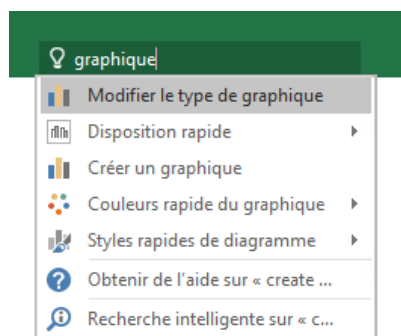 graphique
Modifier le type de graphique
Disposition rapide
Créer un graphique
Couleurs rapide du graphique
Styles rapides de diagramme
Obtenir de l'aide sur « create ...
Recherche intelligente sur « c...